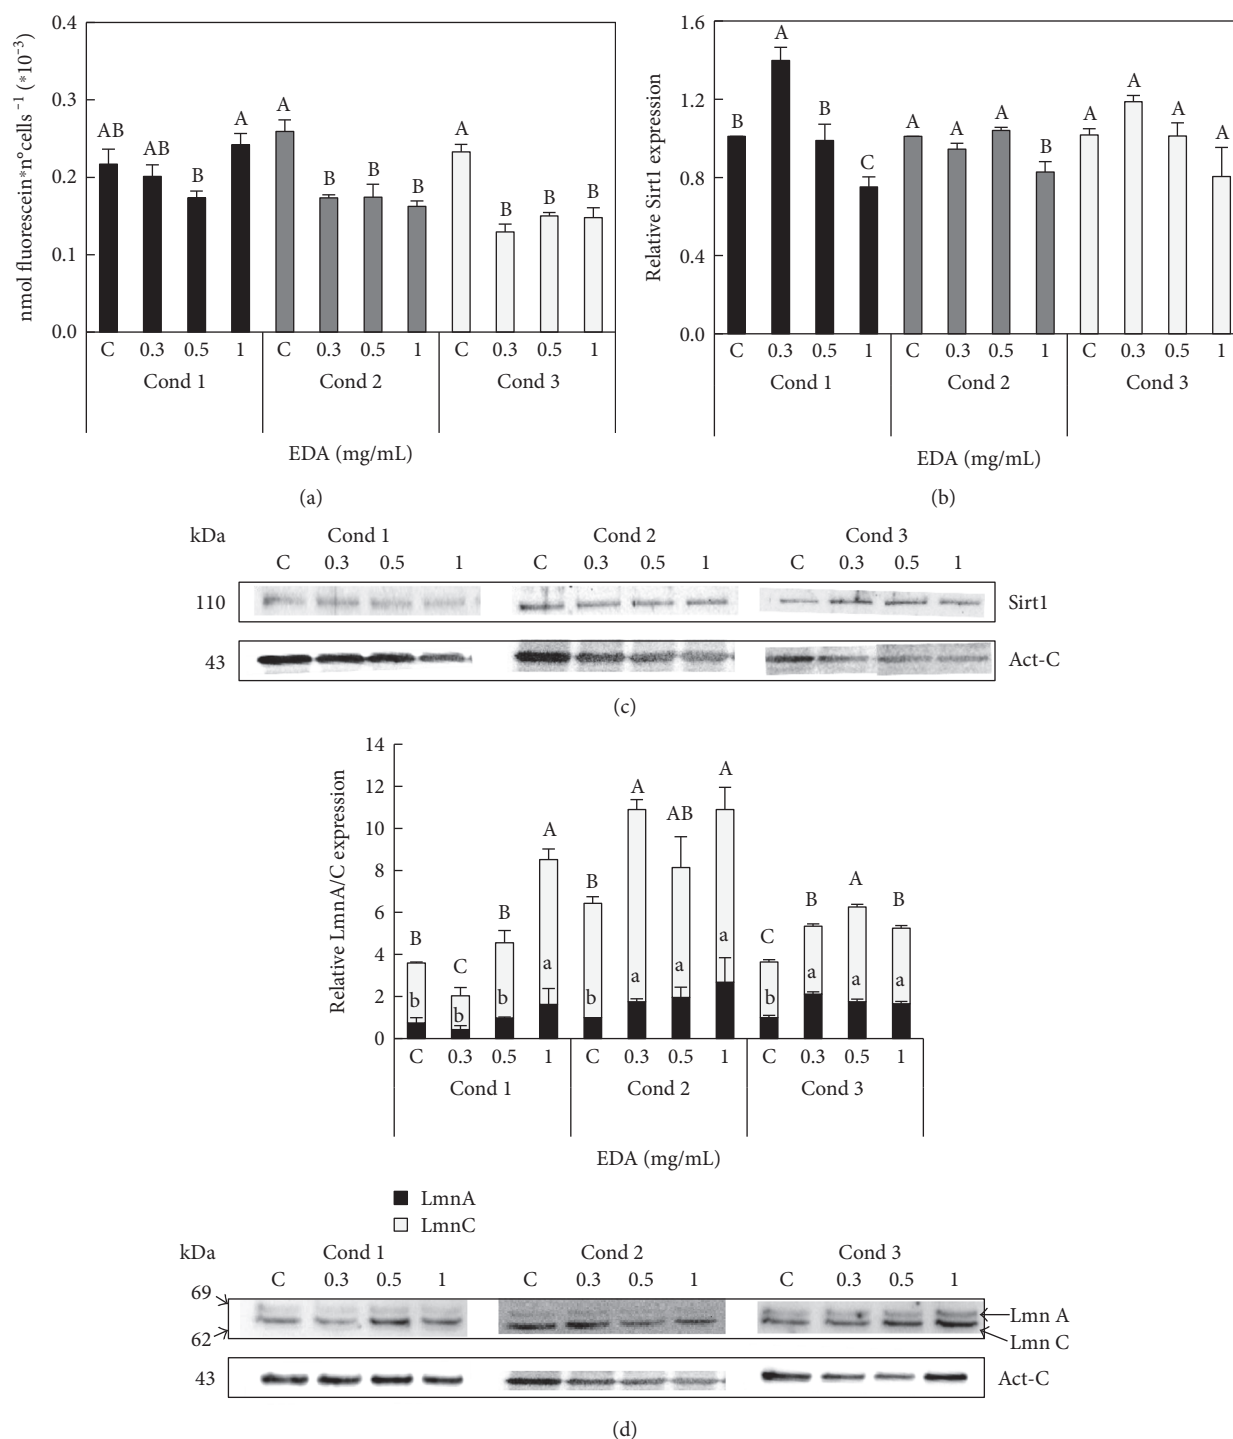 0.4
0.3
0.2
0.1
0.0
nmol fluorescein*n°cells⁻¹ (*10⁻³)
AB AB B A A B B B A B B B
C 0.3 0.5 1 C 0.3 0.5 1 C 0.3 0.5 1
Cond 1 Cond 2 Cond 3
EDA (mg/mL)
(a)
1.6
1.2
0.8
0.4
0.0
Relative Sirt1 expression
B A B C A A A B A A A A
C 0.3 0.5 1 C 0.3 0.5 1 C 0.3 0.5 1
Cond 1 Cond 2 Cond 3
EDA (mg/mL)
(b)
kDa Cond 1 Cond 2 Cond 3
C 0.3 0.5 1 C 0.3 0.5 1 C 0.3 0.5 1
110 Sirt1
43 Act-C
(c)
14
12
10
8
6
4
2
0
Relative LmnA/C expression
B C B A B A AB A C B A B
b b b a b a a a b a a a
C 0.3 0.5 1 C 0.3 0.5 1 C 0.3 0.5 1
Cond 1 Cond 2 Cond 3
EDA (mg/mL)
LmnA
LmnC
kDa Cond 1 Cond 2 Cond 3
C 0.3 0.5 1 C 0.3 0.5 1 C 0.3 0.5 1
69
Lmn A
62
Lmn C
43 Act-C
(d)